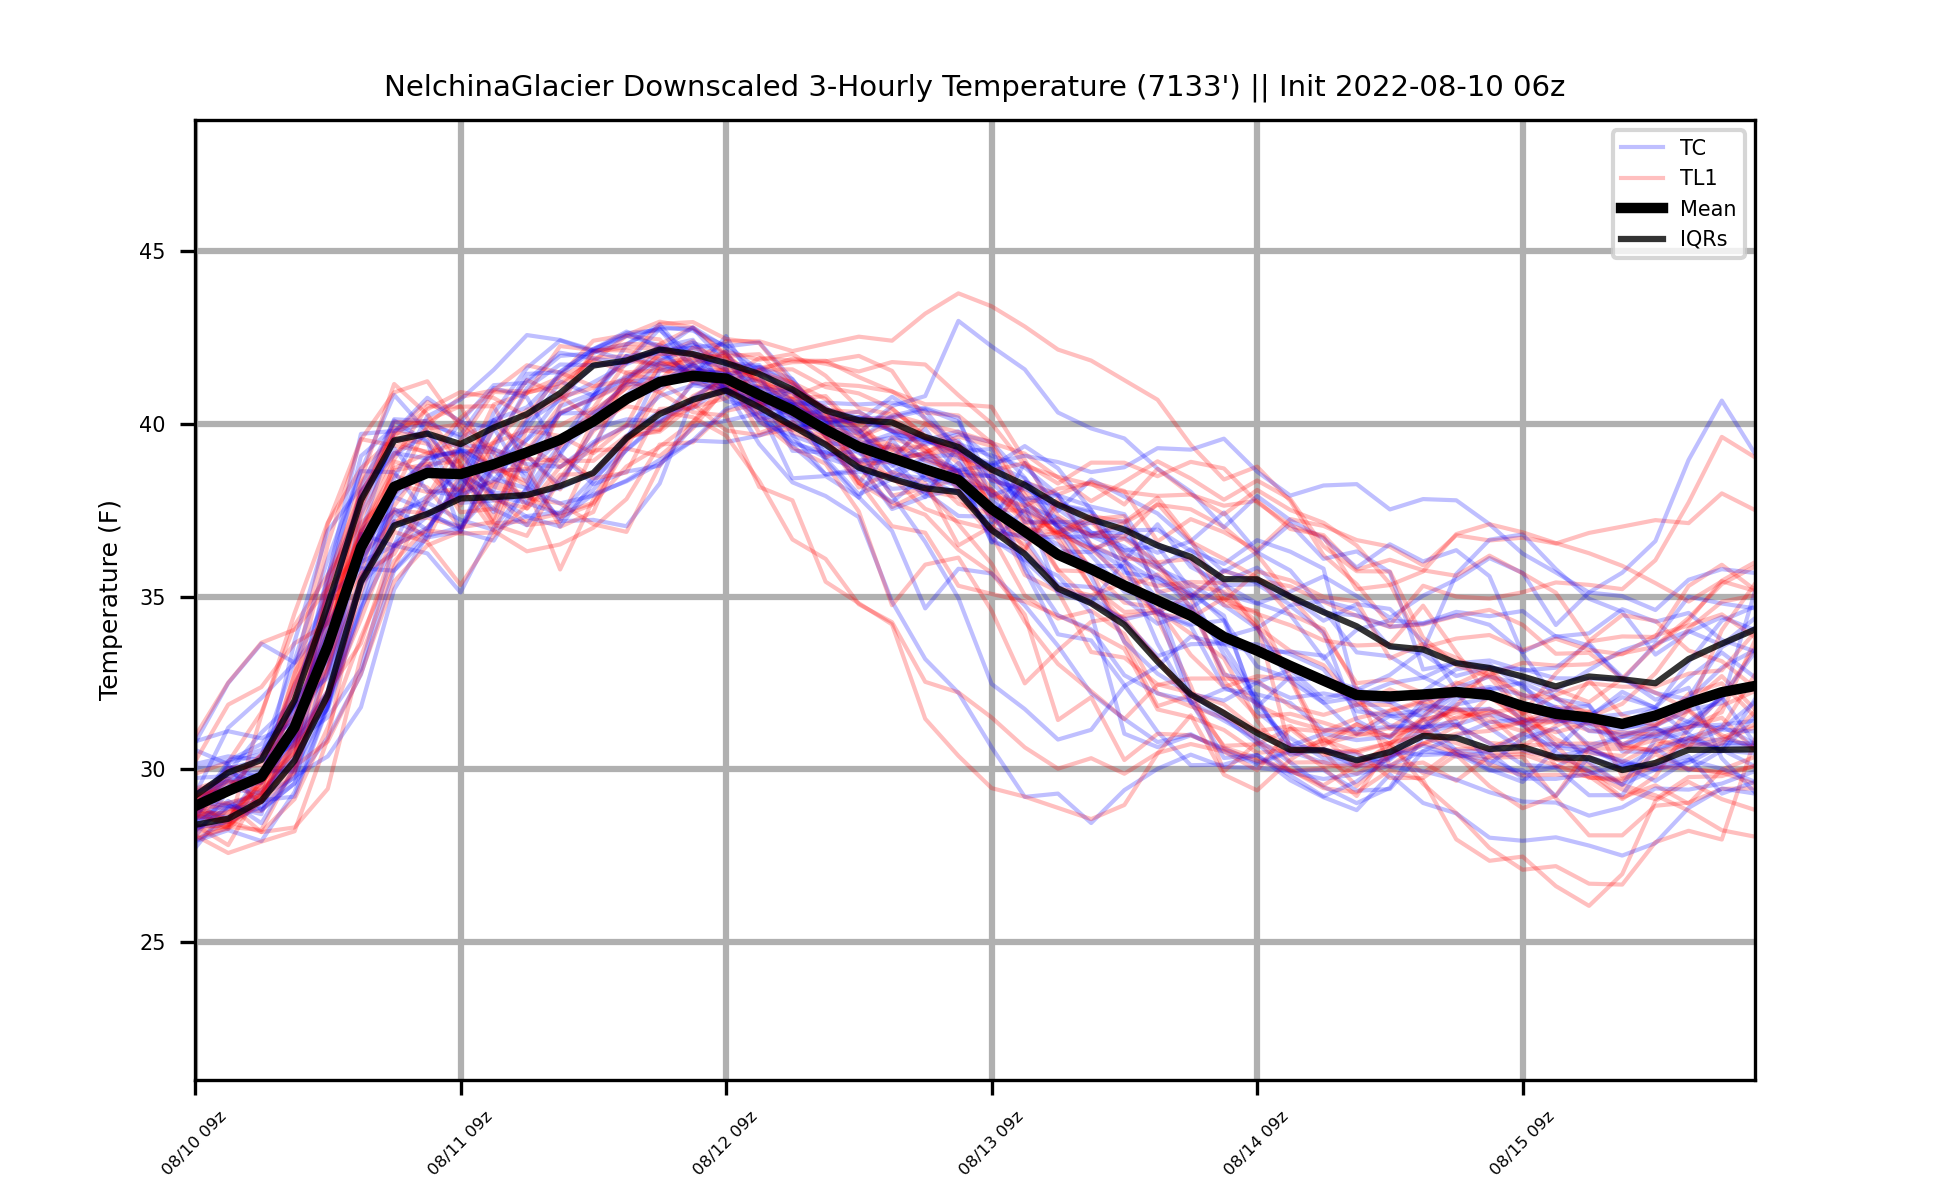 NelchinaGlacier Downscaled 3-Hourly Temperature (7133') || Init 2022-08-10 06z
TC
TL1
Mean
IQRs
Temperature (F)
45
40
35
30
25
08/10 09z
08/11 09z
08/12 09z
08/13 09z
08/14 09z
08/15 09z